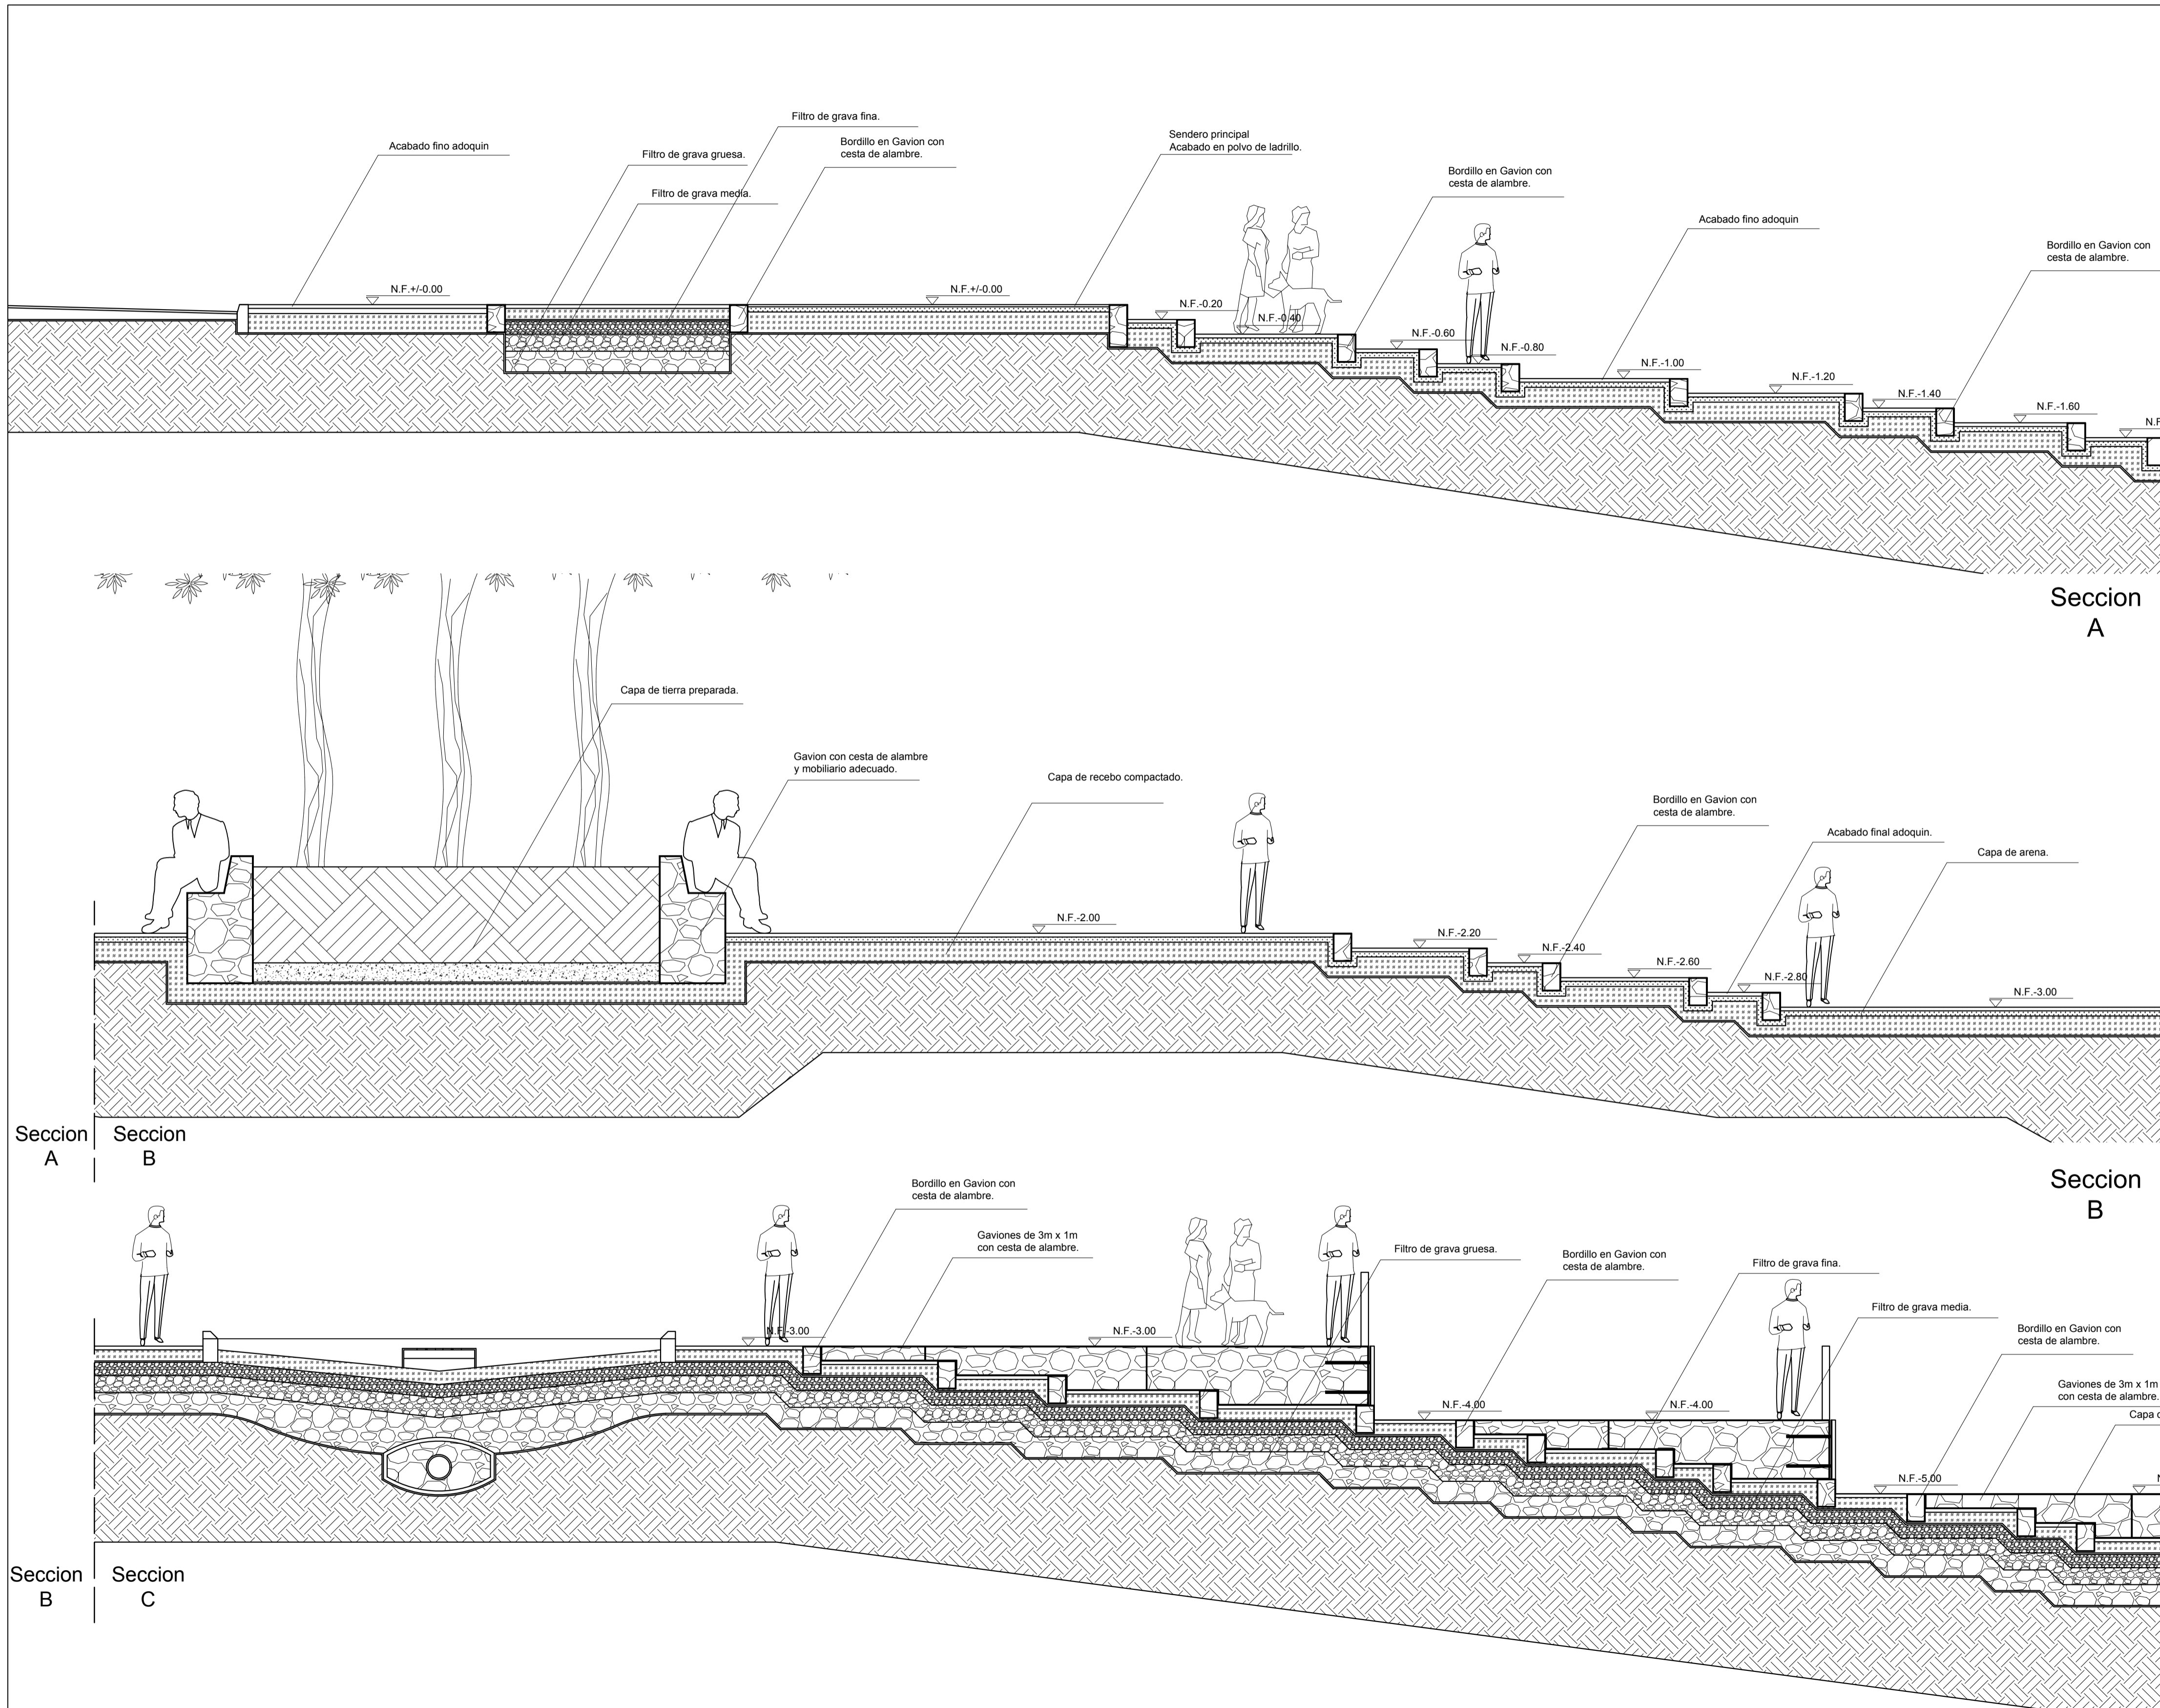 Filtro de grava fina.
Acabado fino adoquin
Filtro de grava gruesa.
Bordillo en Gavion con
cesta de alambre.
Filtro de grava media.
Sendero principal
Acabado en polvo de ladrillo.
Bordillo en Gavion con
cesta de alambre.
Acabado fino adoquin
Bordillo en Gavion con
cesta de alambre.
N.F.+/-0.00
N.F.+/-0.00
N.F.-0.20
N.F.-0.40
N.F.-0.60
N.F.-0.80
N.F.-1.00
N.F.-1.20
N.F.-1.40
N.F.-1.60
Seccion
A
Capa de tierra preparada.
Gavion con cesta de alambre
y mobiliario adecuado.
Capa de recebo compactado.
Bordillo en Gavion con
cesta de alambre.
Acabado final adoquin.
Capa de arena.
N.F.-2.00
N.F.-2.20
N.F.-2.40
N.F.-2.60
N.F.-2.80
N.F.-3.00
Seccion
A
Seccion
B
Seccion
B
Bordillo en Gavion con
cesta de alambre.
Gaviones de 3m x 1m
con cesta de alambre.
Filtro de grava gruesa.
Bordillo en Gavion con
cesta de alambre.
Filtro de grava fina.
Filtro de grava media.
Bordillo en Gavion con
cesta de alambre.
Gaviones de 3m x 1m
con cesta de alambre.
Capa
N.F.-3.00
N.F.-3.00
N.F.-4.00
N.F.-4.00
N.F.-5.00
Seccion
B
Seccion
C